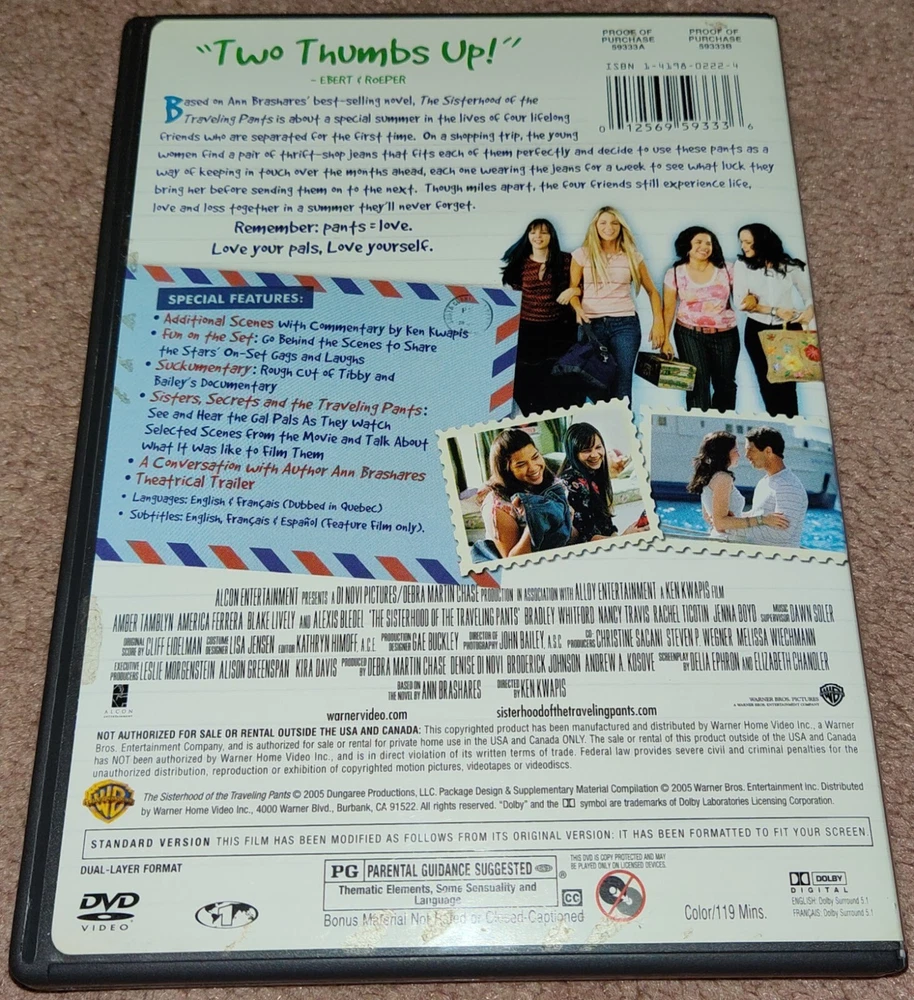 "Two Thumbs Up!"
– EBERT & ROEPER
PROOF OF PURCHASE 59333A
PROOF OF PURCHASE 59333B
ISBN 1-4198-0222-4
0 12569 59333 6
Based on Ann Brashares' best-selling novel, The Sisterhood of the
Traveling Pants is about a special summer in the lives of four lifelong
friends who are separated for the first time. On a shopping trip, the young
women find a pair of thrift-shop jeans that fits each of them perfectly and decide to use these pants as a
way of keeping in touch over the months ahead, each one wearing the jeans for a week to see what luck they
bring her before sending them on to the next. Though miles apart, the four friends still experience life,
love and loss together in a summer they'll never forget.
Remember: pants = love.
Love your pals, Love yourself.
SPECIAL FEATURES:
• Additional Scenes with Commentary by Ken Kwapis
• Fun on the Set: Go Behind the Scenes to Share
the Stars' On-Set Gags and Laughs
• Suckumentary: Rough Cut of Tibby and
Bailey's Documentary
• Sisters, Secrets and the Traveling Pants:
See and Hear the Gal Pals As They Watch
Selected Scenes from the Movie and Talk About
What It Was like to Film Them
• A Conversation with Author Ann Brashares
• Theatrical Trailer
• Languages: English & Français (Dubbed in Quebec)
• Subtitles: English, Français & Español (Feature Film only).
ALCON ENTERTAINMENT PRESENTS A DI NOVI PICTURES/DEBRA MARTIN CHASE PRODUCTION IN ASSOCIATION WITH ALLOY ENTERTAINMENT A KEN KWAPIS FILM
AMBER TAMBLYN AMERICA FERRERA BLAKE LIVELY AND ALEXIS BLEDEL "THE SISTERHOOD OF THE TRAVELING PANTS" BRADLEY WHITFORD NANCY TRAVIS RACHEL TICOTIN JENNA BOYD MUSIC SUPERVISION DAWN SOLER
ORIGINAL SCORE BY CLIFF EIDELMAN COSTUME DESIGNER LISA JENSEN EDITOR KATHRYN HIMOFF, A.C.E. PRODUCTION DESIGNER GAE BUCKLEY DIRECTOR OF PHOTOGRAPHY JOHN BAILEY, A.S.C. CO-PRODUCERS CHRISTINE SACANI STEVEN P. WEGNER MELISSA WIECHMANN
EXECUTIVE PRODUCERS LESLIE MORGENSTEIN ALISON GREENSPAN KIRA DAVIS PRODUCED BY DEBRA MARTIN CHASE DENISE DI NOVI BRODERICK JOHNSON ANDREW A. KOSOVE SCREENPLAY BY DELIA EPHRON AND ELIZABETH CHANDLER
BASED ON THE NOVEL BY ANN BRASHARES DIRECTED BY KEN KWAPIS
ALCON
ENTERTAINMENT
warnervideo.com
sisterhoodofthetravelingpants.com
WARNER BROS. PICTURES
A WARNER BROS. ENTERTAINMENT COMPANY
NOT AUTHORIZED FOR SALE OR RENTAL OUTSIDE THE USA AND CANADA: This copyrighted product has been manufactured and distributed by Warner Home Video Inc., a Warner
Bros. Entertainment Company, and is authorized for sale or rental for private home use in the USA and Canada ONLY. The sale or rental of this product outside of the USA and Canada
has NOT been authorized by Warner Home Video Inc., and is in direct violation of its written terms of trade. Federal law provides severe civil and criminal penalties for the
unauthorized distribution, reproduction or exhibition of copyrighted motion pictures, videotapes or videodiscs.
WB
The Sisterhood of the Traveling Pants © 2005 Dungaree Productions, LLC. Package Design & Supplementary Material Compilation © 2005 Warner Bros. Entertainment Inc. Distributed
by Warner Home Video Inc., 4000 Warner Blvd., Burbank, CA 91522. All rights reserved. "Dolby" and the DD symbol are trademarks of Dolby Laboratories Licensing Corporation.
STANDARD VERSION THIS FILM HAS BEEN MODIFIED AS FOLLOWS FROM ITS ORIGINAL VERSION: IT HAS BEEN FORMATTED TO FIT YOUR SCREEN.
DUAL-LAYER FORMAT
DVD
VIDEO
PG PARENTAL GUIDANCE SUGGESTED ®
Thematic Elements, Some Sensuality and
Language
Bonus Material Not Rated or Closed-Captioned
THIS DVD IS COPY PROTECTED AND MAY
BE PLAYED ONLY ON LICENSED DEVICES.
CC
Color/119 Mins.
DOLBY
DIGITAL
ENGLISH: Dolby Surround 5.1
FRANÇAIS: Dolby Surround 5.1